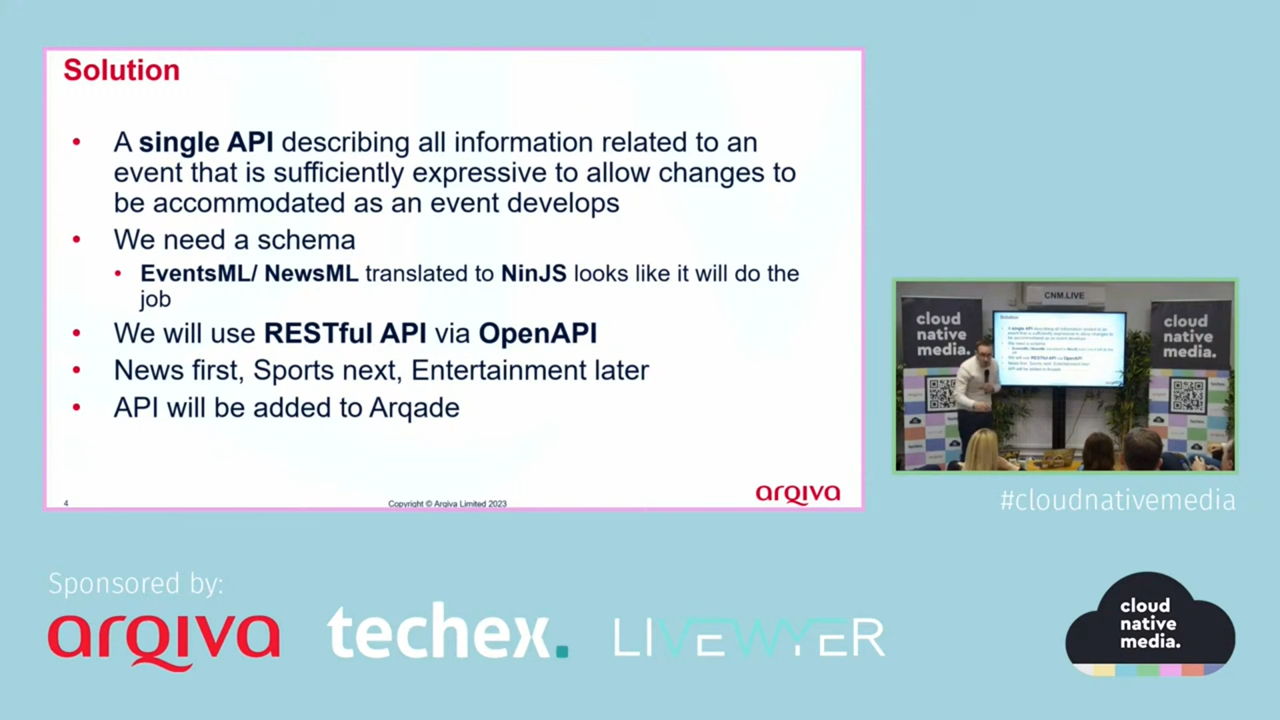 Solution
• A single API describing all information related to an
event that is sufficiently expressive to allow changes to
be accommodated as an event develops
• We need a schema
• EventsML/ NewsML translated to NinJS looks like it will do the
job
• We will use RESTful API via OpenAPI
• News first, Sports next, Entertainment later
• API will be added to Arqade
4
Copyright © Arqiva Limited 2023
arqiva
CNM.LIVE
cloud
native
media.
Solution
cloud
native
media.
#cloudnativemedia
Sponsored by:
arqiva
techex.
LIVEWYER
cloud
native
media.